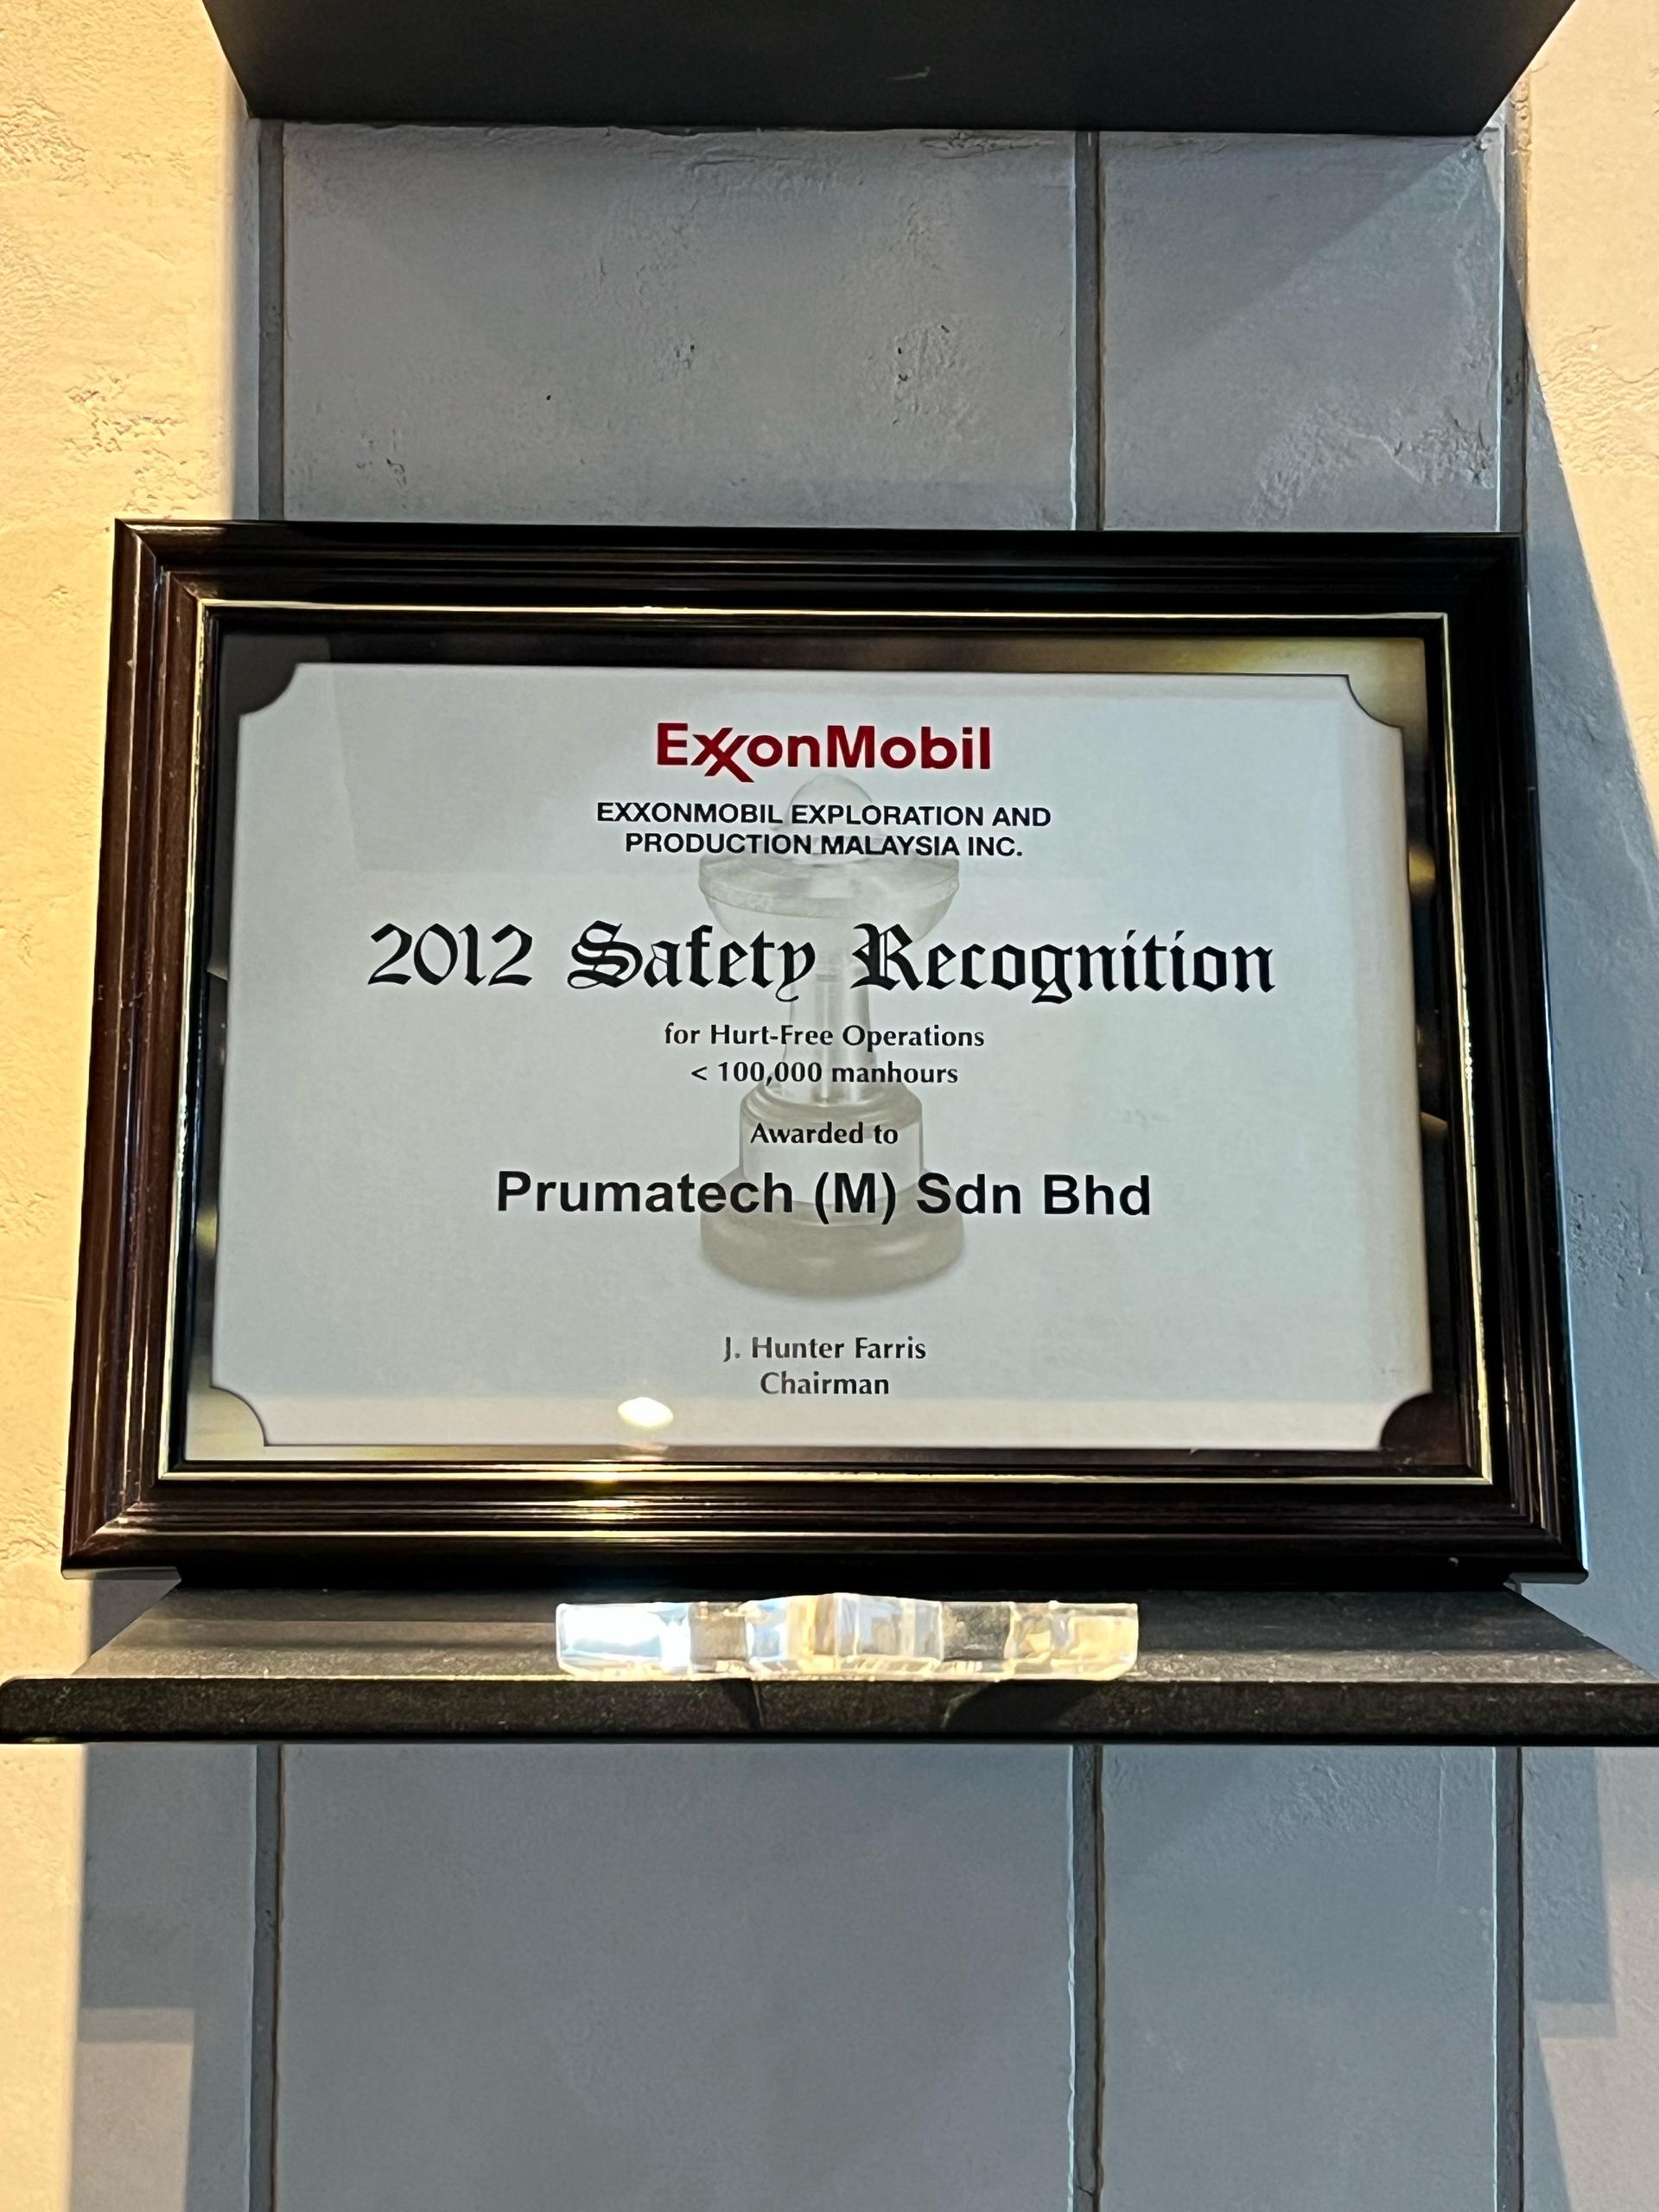 ExxonMobil
EXXONMOBIL EXPLORATION AND
PRODUCTION MALAYSIA INC.
2012 Safety Recognition
for Hurt-Free Operations
< 100,000 manhours
Awarded to
Prumatech (M) Sdn Bhd
J. Hunter Farris
Chairman